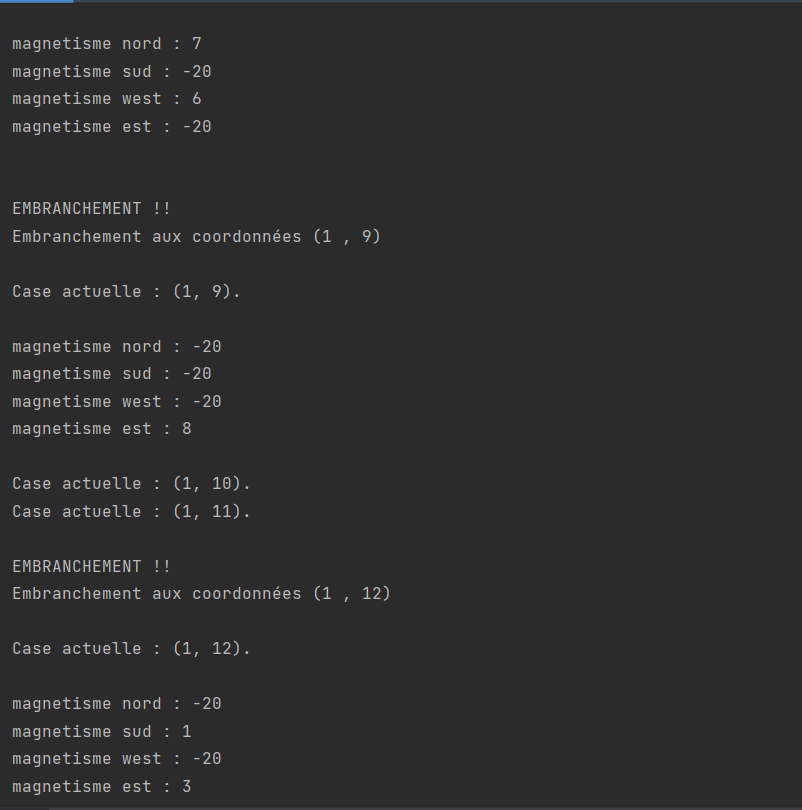 magnetisme nord : 7
magnetisme sud : -20
magnetisme west : 6
magnetisme est : -20
EMBRANCHEMENT !!
Embranchement aux coordonnées (1 , 9)
Case actuelle : (1, 9).
magnetisme nord : -20
magnetisme sud : -20
magnetisme west : -20
magnetisme est : 8
Case actuelle : (1, 10).
Case actuelle : (1, 11).
EMBRANCHEMENT !!
Embranchement aux coordonnées (1 , 12)
Case actuelle : (1, 12).
magnetisme nord : -20
magnetisme sud : 1
magnetisme west : -20
magnetisme est : 3